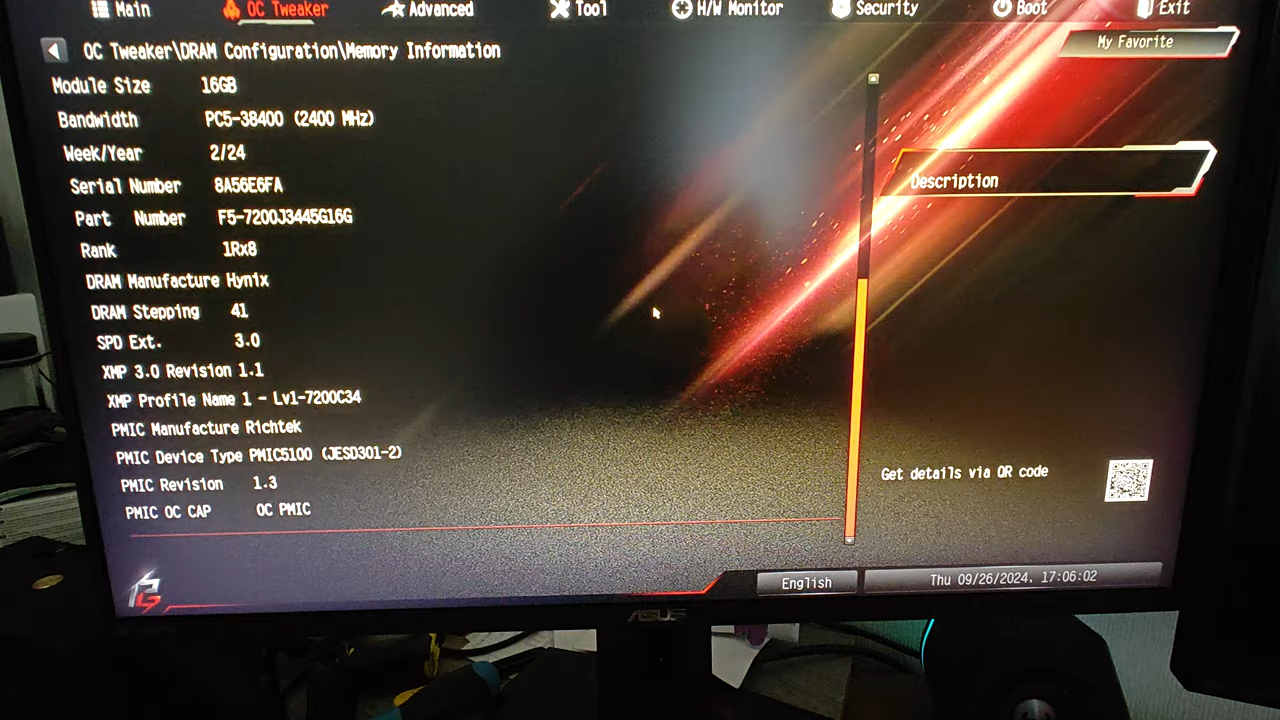 Main OC Tweaker Advanced Tool H/W Monitor Security Boot Exit
OC Tweaker\DRAM Configuration\Memory Information
My Favorite
Module Size 16GB
Bandwidth PC5-38400 (2400 MHz)
Week/Year 2/24
Serial Number 8A56E6FA
Part Number F5-7200J3445G16G
Rank 1Rx8
DRAM Manufacture Hynix
DRAM Stepping 41
SPD Ext. 3.0
XMP 3.0 Revision 1.1
XMP Profile Name 1 - Lv1-7200C34
PMIC Manufacture Richtek
PMIC Device Type PMIC5100 (JESD301-2)
PMIC Revision 1.3
PMIC OC CAP OC PMIC
Description
Get details via QR code
English Thu 09/26/2024, 17:06:02
ASUS